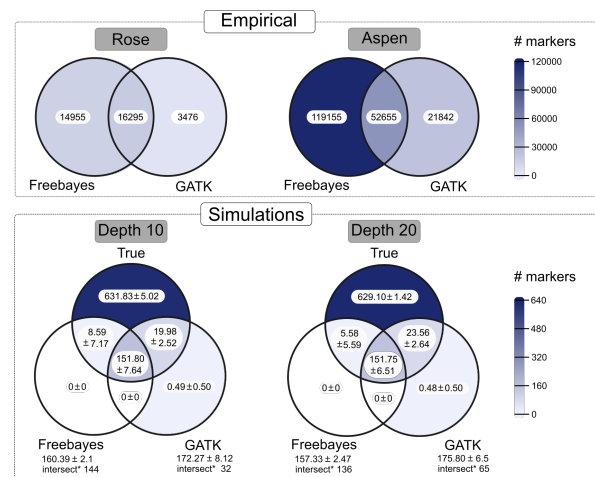 Empirical
Rose
Aspen
# markers
14955
16295
3476
119155
52655
21842
120000
90000
60000
30000
0
Freebayes
GATK
Freebayes
GATK
Simulations
Depth 10
Depth 20
True
True
# markers
631.83±5.02
8.59
±7.17
19.98
±2.52
151.80
±7.64
0±0
0±0
0.49±0.50
629.10±1.42
5.58
±5.59
23.56
±2.64
151.75
±6.51
0±0
0±0
0.48±0.50
640
480
320
160
0
Freebayes
160.39 ± 2.1
intersect* 144
GATK
172.27 ± 8.12
intersect* 32
Freebayes
157.33 ± 2.47
intersect* 136
GATK
175.80 ± 6.5
intersect* 65